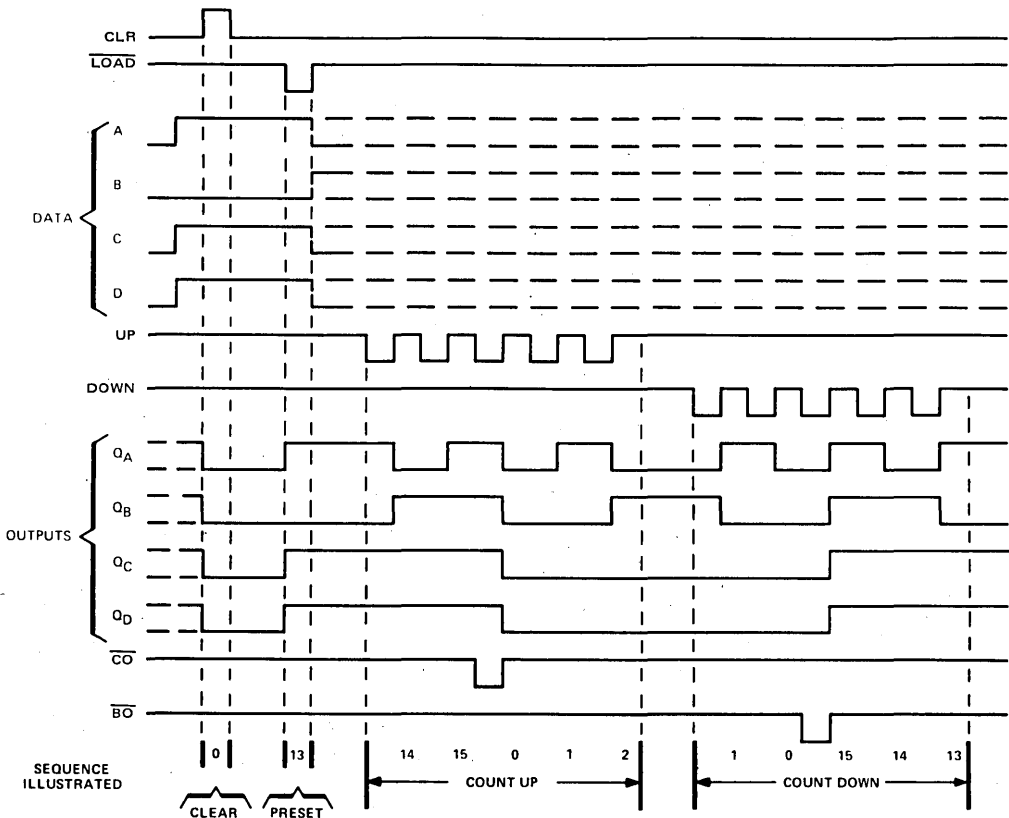 CLR
LOAD
A
B
DATA
C
D
UP
DOWN
QA
QB
OUTPUTS
QC
QD
CO
BO
SEQUENCE
ILLUSTRATED
0 13 14 15 0 1 2 1 0 15 14 13
COUNT UP COUNT DOWN
CLEAR PRESET